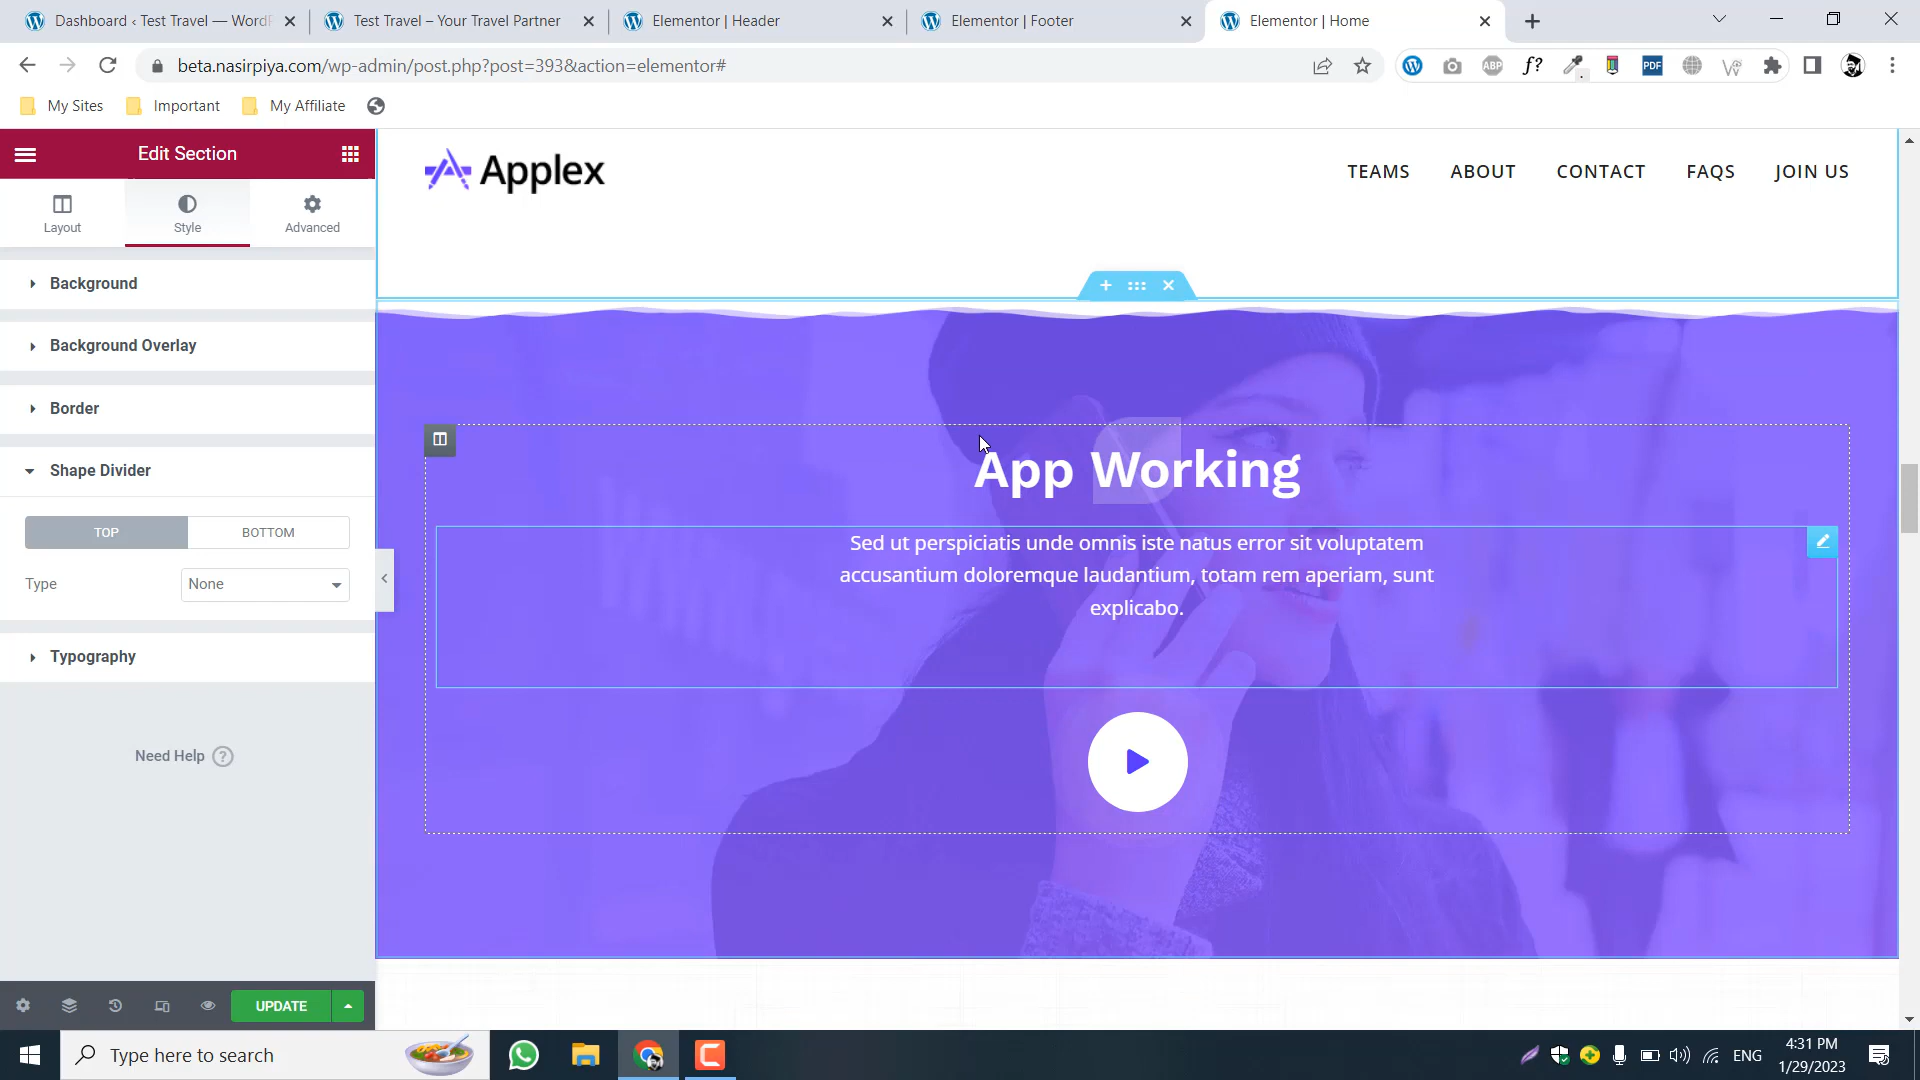 Dashboard ‹ Test Travel — WordP
Test Travel – Your Travel Partner
Elementor | Header
Elementor | Footer
Elementor | Home
beta.nasirpiya.com/wp-admin/post.php?post=393&action=elementor#
ABP
f?
PDF
My Sites
Important
My Affiliate
Edit Section
Layout
Style
Advanced
Background
Background Overlay
Border
Shape Divider
TOP
BOTTOM
Type
None
Typography
Need Help ?
UPDATE
Applex
TEAMS
ABOUT
CONTACT
FAQS
JOIN US
App Working
Sed ut perspiciatis unde omnis iste natus error sit voluptatem
accusantium doloremque laudantium, totam rem aperiam, sunt
explicabo.
Type here to search
ENG
4:31 PM
1/29/2023